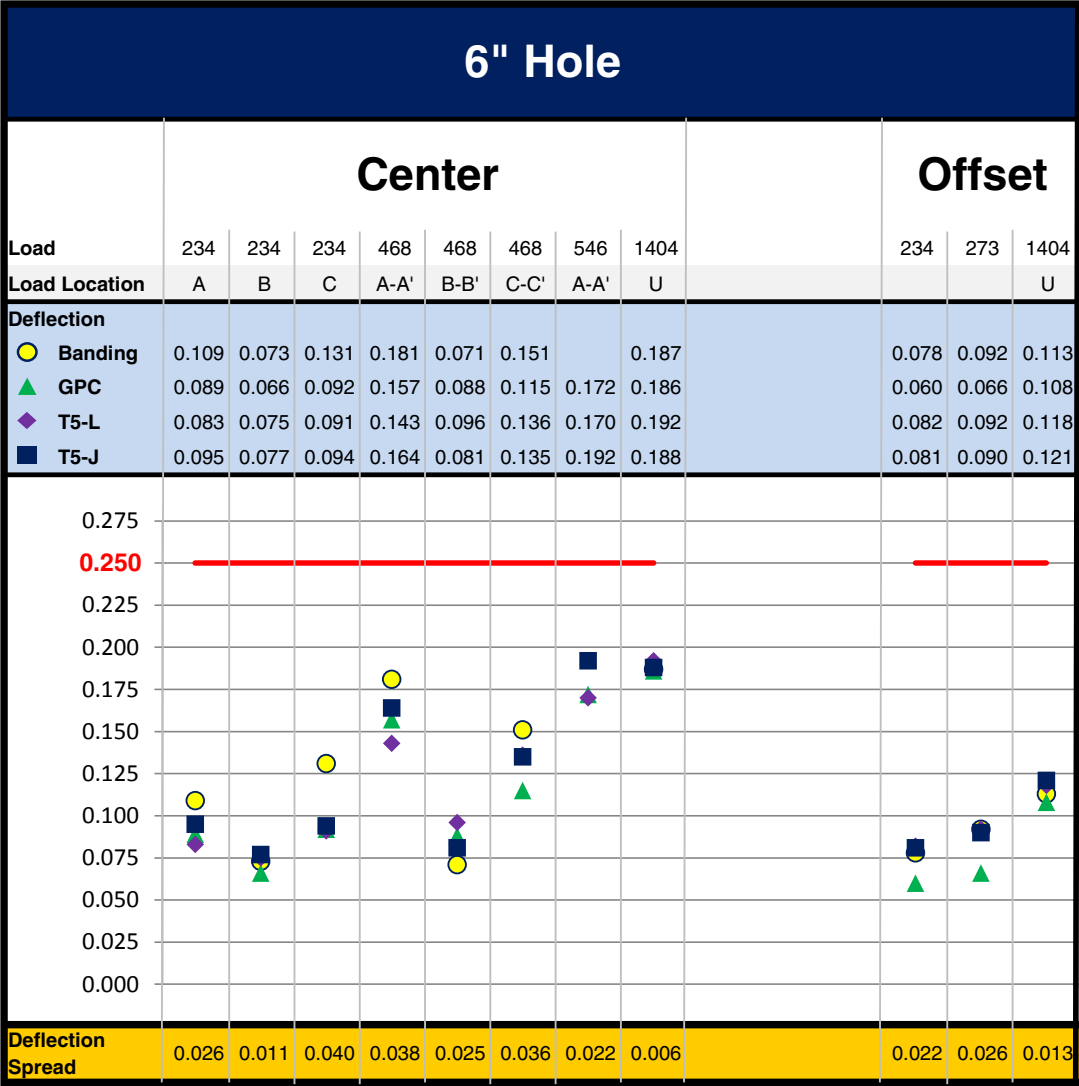 6" Hole
Center Offset
Load 234 234 234 468 468 468 546 1404 234 273 1404
Load Location A B C A-A' B-B' C-C' A-A' U U
Deflection
Banding 0.109 0.073 0.131 0.181 0.071 0.151 0.187 0.078 0.092 0.113
GPC 0.089 0.066 0.092 0.157 0.088 0.115 0.172 0.186 0.060 0.066 0.108
T5-L 0.083 0.075 0.091 0.143 0.096 0.136 0.170 0.192 0.082 0.092 0.118
T5-J 0.095 0.077 0.094 0.164 0.081 0.135 0.192 0.188 0.081 0.090 0.121
0.275
0.250
0.225
0.200
0.175
0.150
0.125
0.100
0.075
0.050
0.025
0.000
Deflection
Spread 0.026 0.011 0.040 0.038 0.025 0.036 0.022 0.006 0.022 0.026 0.013